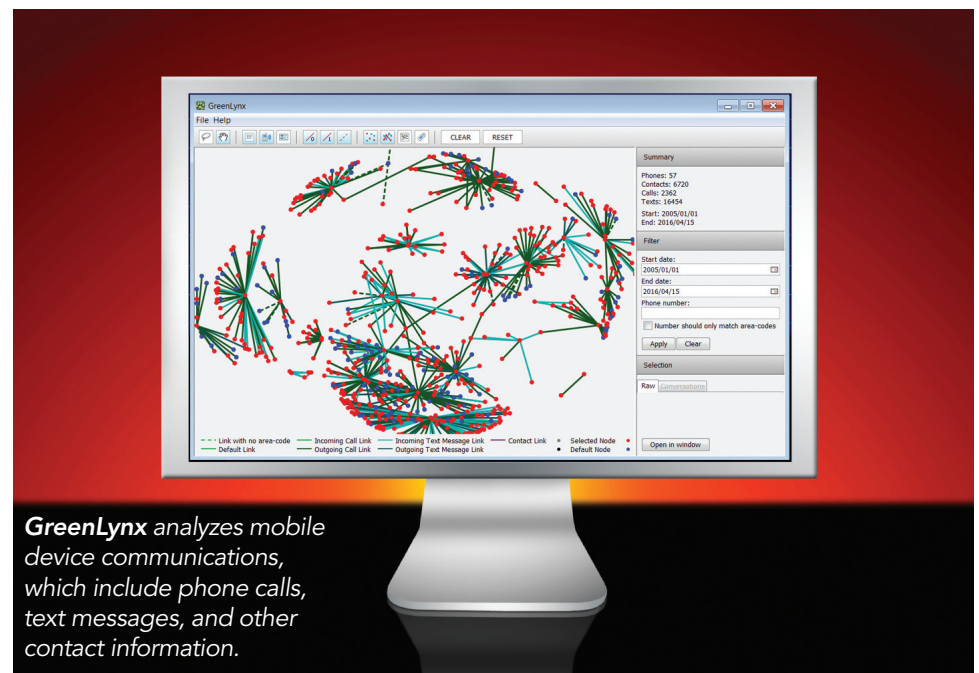 GreenLynx
File Help
CLEAR RESET
Summary
Phones: 57
Contacts: 6720
Calls: 2362
Texts: 16454
Start: 2005/01/01
End: 2016/04/15
Filter
Start date:
2005/01/01
End date:
2016/04/15
Phone number:
Number should only match area-codes
Apply Clear
Selection
Raw Conversations
Open in window
Link with no area-code Incoming Call Link Incoming Text Message Link Contact Link Selected Node
Default Link Outgoing Call Link Outgoing Text Message Link Default Node
GreenLynx analyzes mobile
device communications,
which include phone calls,
text messages, and other
contact information.